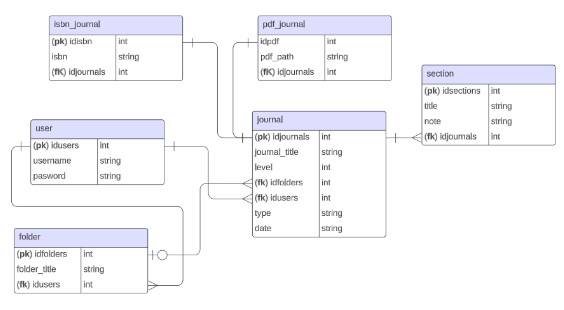 isbn_journal
(pk) idisbn int
isbn string
(fK) idjournals int
pdf_journal
idpdf int
pdf_path string
(fK) idjournals int
section
(pk) idsections int
title string
note string
(fk) idjournals int
user
(pk) idusers int
username string
pasword string
journal
(pk) idjournals int
journal_title string
level int
(fk) idfolders int
(fk) idusers int
type string
date string
folder
(pk) idfolders int
folder_title string
(fk) idusers int